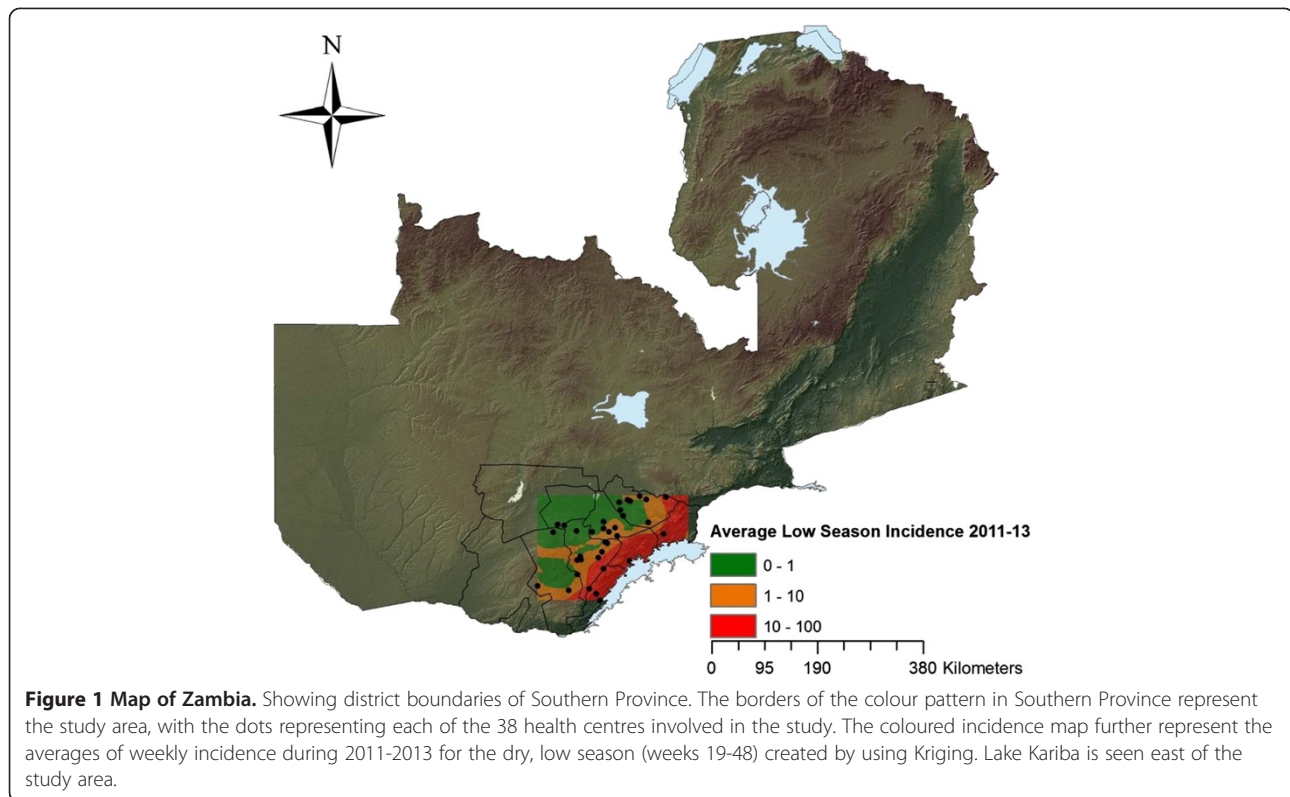 N
Average Low Season Incidence 2011-13
0 - 1
1 - 10
10 - 100
0 95 190 380 Kilometers
Figure 1 Map of Zambia. Showing district boundaries of Southern Province. The borders of the colour pattern in Southern Province represent
the study area, with the dots representing each of the 38 health centres involved in the study. The coloured incidence map further represent the
averages of weekly incidence during 2011-2013 for the dry, low season (weeks 19-48) created by using Kriging. Lake Kariba is seen east of the
study area.